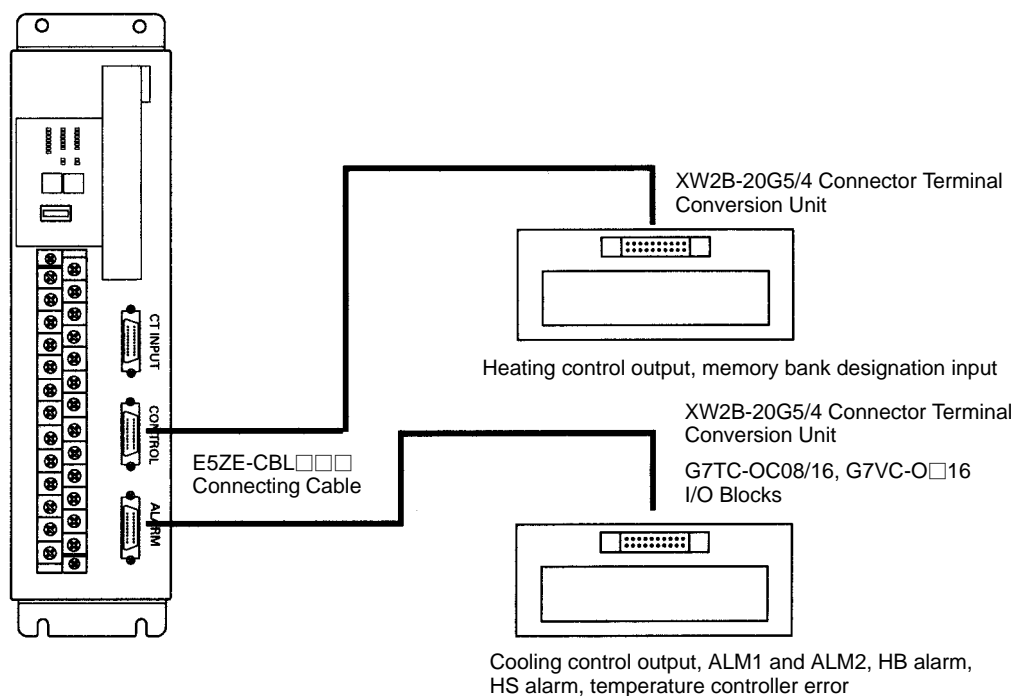 CT INPUT
CONTROL
ALARM
E5ZE-CBL□□□
Connecting Cable
XW2B-20G5/4 Connector Terminal
Conversion Unit
Heating control output, memory bank designation input
XW2B-20G5/4 Connector Terminal
Conversion Unit
G7TC-OC08/16, G7VC-O□16
I/O Blocks
Cooling control output, ALM1 and ALM2, HB alarm,
HS alarm, temperature controller error